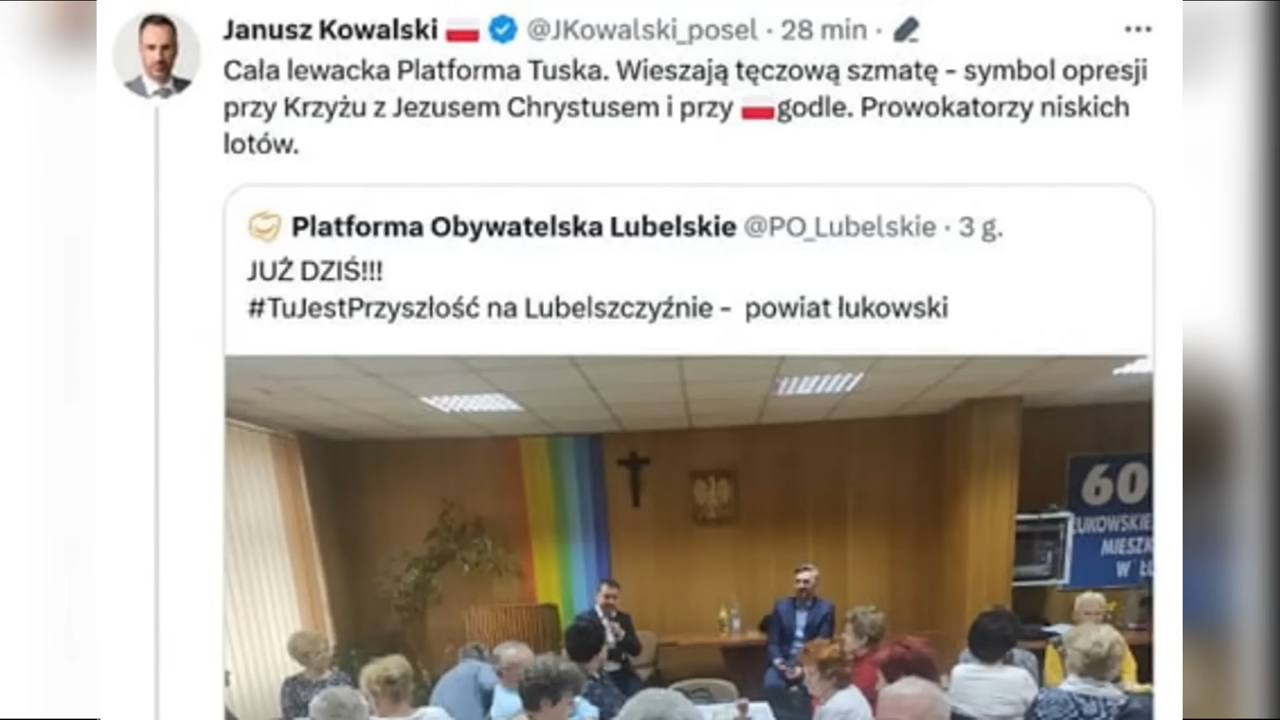 Janusz Kowalski 🇵🇱 @JKowalski_posel · 28 min ·
Cała lewacka Platforma Tuska. Wieszają tęczową szmatę - symbol opresji
przy Krzyżu z Jezusem Chrystusem i przy 🇵🇱godle. Prowokatorzy niskich
lotów.
Platforma Obywatelska Lubelskie @PO_Lubelskie · 3 g.
JUŻ DZIŚ!!!
#TuJestPrzyszłość na Lubelszczyźnie - powiat łukowski
60
MIESZK
W